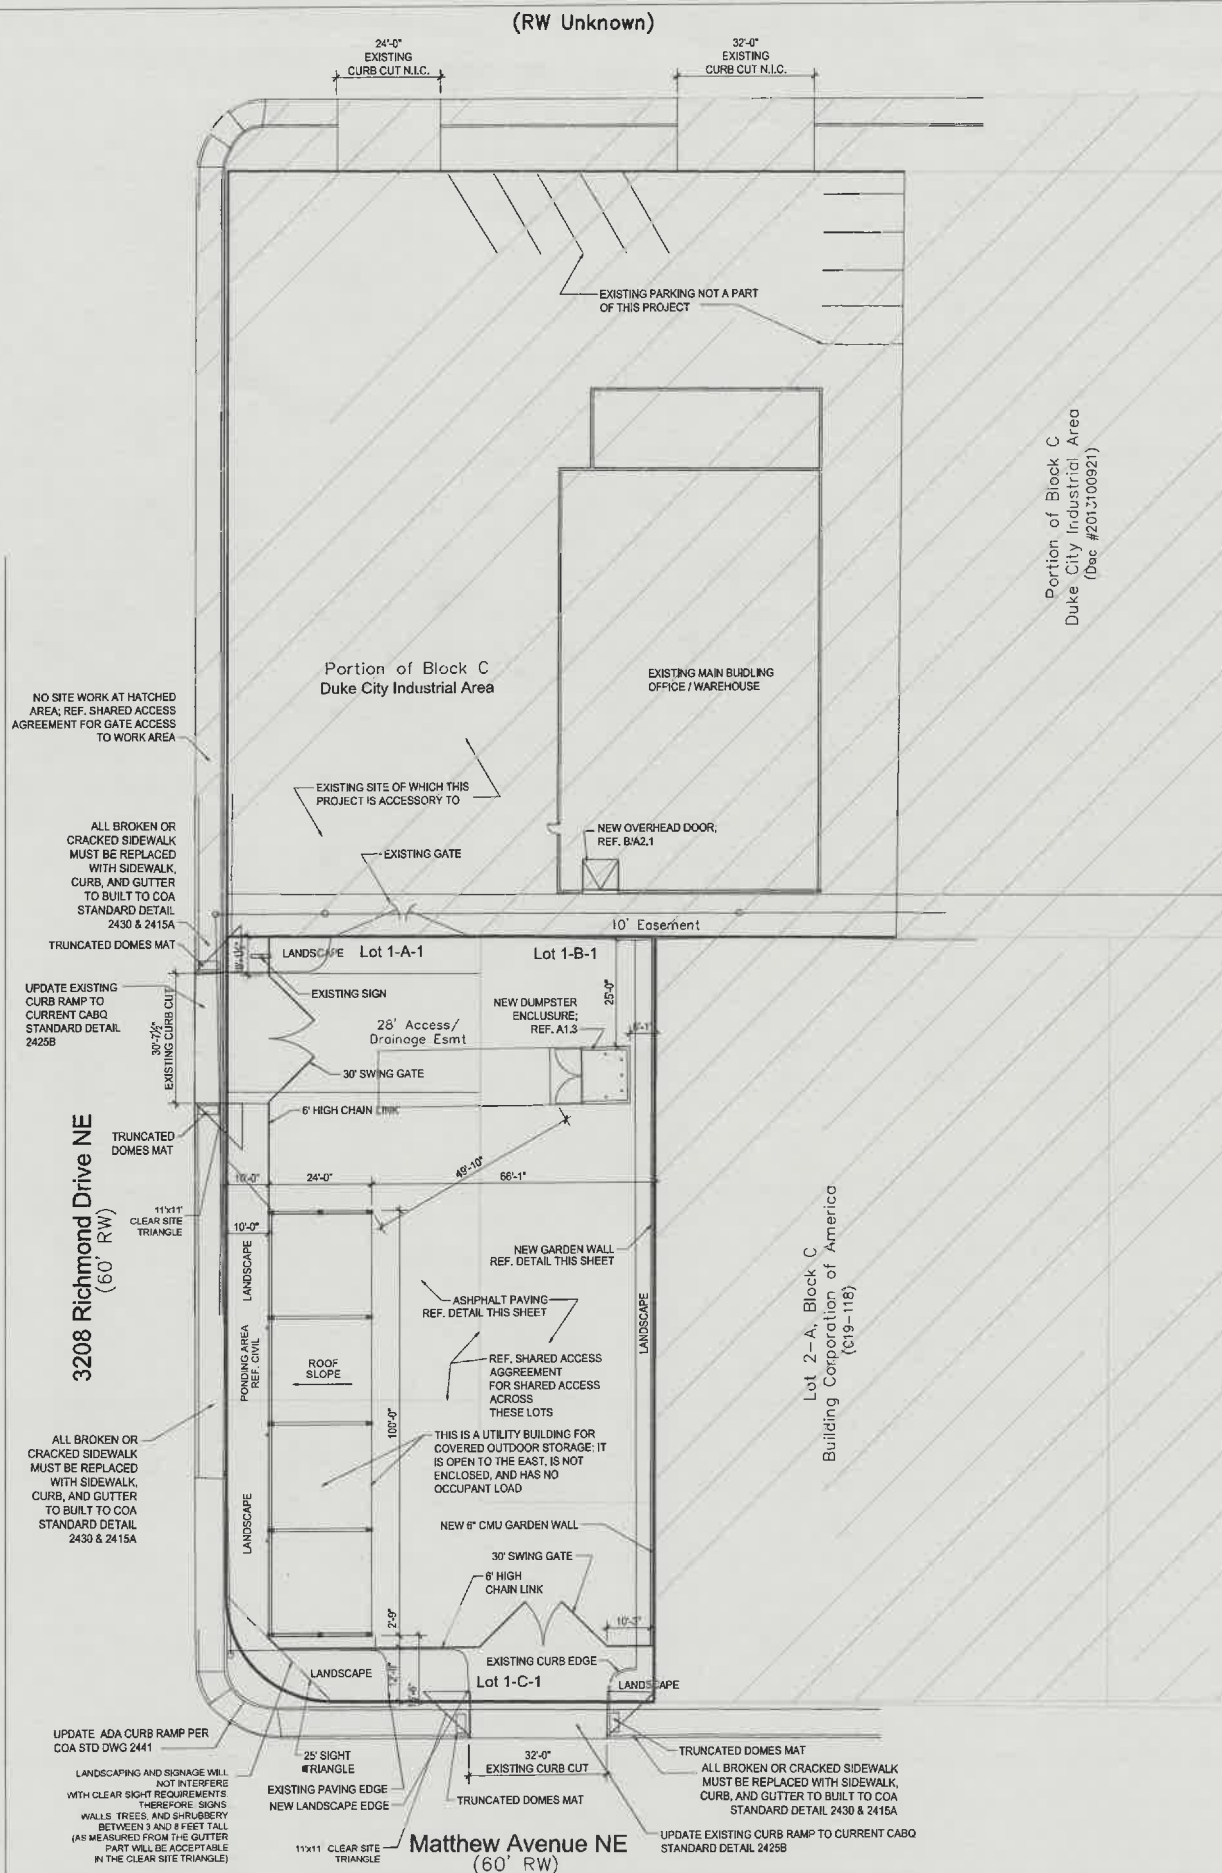 (RW Unknown)
24'-0"
EXISTING
CURB CUT N.I.C.
32'-0"
EXISTING
CURB CUT N.I.C.
EXISTING PARKING NOT A PART
OF THIS PROJECT
Portion of Block C
Duke City Industrial Area
(Doc #2013100921)
Portion of Block C
Duke City Industrial Area
EXISTING MAIN BUIDLING
OFFICE / WAREHOUSE
NO SITE WORK AT HATCHED
AREA; REF. SHARED ACCESS
AGREEMENT FOR GATE ACCESS
TO WORK AREA
EXISTING SITE OF WHICH THIS
PROJECT IS ACCESSORY TO
ALL BROKEN OR
CRACKED SIDEWALK
MUST BE REPLACED
WITH SIDEWALK,
CURB, AND GUTTER
TO BUILT TO COA
STANDARD DETAIL
2430 & 2415A
NEW OVERHEAD DOOR;
REF. B/A2.1
EXISTING GATE
10' Easement
TRUNCATED DOMES MAT
LANDSCAPE
Lot 1-A-1
Lot 1-B-1
EXISTING SIGN
25'-0"
UPDATE EXISTING
CURB RAMP TO
CURRENT CABQ
STANDARD DETAIL
2425B
30'-7½"
EXISTING CURB CUT
NEW DUMPSTER
ENCLUSURE;
REF. A1.3
28' Access/
Drainage Esmt
30' SWING GATE
6' HIGH CHAIN LINK
TRUNCATED
DOMES MAT
3208 Richmond Drive NE
(60' RW)
49'-10"
10'-0"
24'-0"
66'-1"
11'x11'
CLEAR SITE
TRIANGLE
10'-0"
LANDSCAPE
NEW GARDEN WALL
REF. DETAIL THIS SHEET
LANDSCAPE
ASHPHALT PAVING
REF. DETAIL THIS SHEET
PONDING AREA
REF. CIVIL
ROOF
SLOPE
REF. SHARED ACCESS
AGGREEMENT
FOR SHARED ACCESS
ACROSS
THESE LOTS
Lot 2-A, Block C
Building Corporation of America
(C19-118)
100'-0"
THIS IS A UTILITY BUILDING FOR
COVERED OUTDOOR STORAGE; IT
IS OPEN TO THE EAST, IS NOT
ENCLOSED, AND HAS NO
OCCUPANT LOAD
ALL BROKEN OR
CRACKED SIDEWALK
MUST BE REPLACED
WITH SIDEWALK,
CURB, AND GUTTER
TO BUILT TO COA
STANDARD DETAIL
2430 & 2415A
LANDSCAPE
NEW 6" CMU GARDEN WALL
30' SWING GATE
6' HIGH
CHAIN LINK
2'-9"
10'-3"
EXISTING CURB EDGE
LANDSCAPE
Lot 1-C-1
LANDSCAPE
UPDATE ADA CURB RAMP PER
COA STD DWG 2441
25' SIGHT
TRIANGLE
32'-0"
EXISTING CURB CUT
TRUNCATED DOMES MAT
LANDSCAPING AND SIGNAGE WILL
NOT INTERFERE
WITH CLEAR SIGHT REQUIREMENTS.
THEREFORE SIGNS
WALLS TREES, AND SHRUBBERY
BETWEEN 3 AND 8 FEET TALL
(AS MEASURED FROM THE GUTTER
PART WILL BE ACCEPTABLE
IN THE CLEAR SITE TRIANGLE)
EXISTING PAVING EDGE
NEW LANDSCAPE EDGE
TRUNCATED DOMES MAT
ALL BROKEN OR CRACKED SIDEWALK
MUST BE REPLACED WITH SIDEWALK,
CURB, AND GUTTER TO BUILT TO COA
STANDARD DETAIL 2430 & 2415A
11'x11' CLEAR SITE
TRIANGLE
Matthew Avenue NE
(60' RW)
UPDATE EXISTING CURB RAMP TO CURRENT CABQ
STANDARD DETAIL 2425B